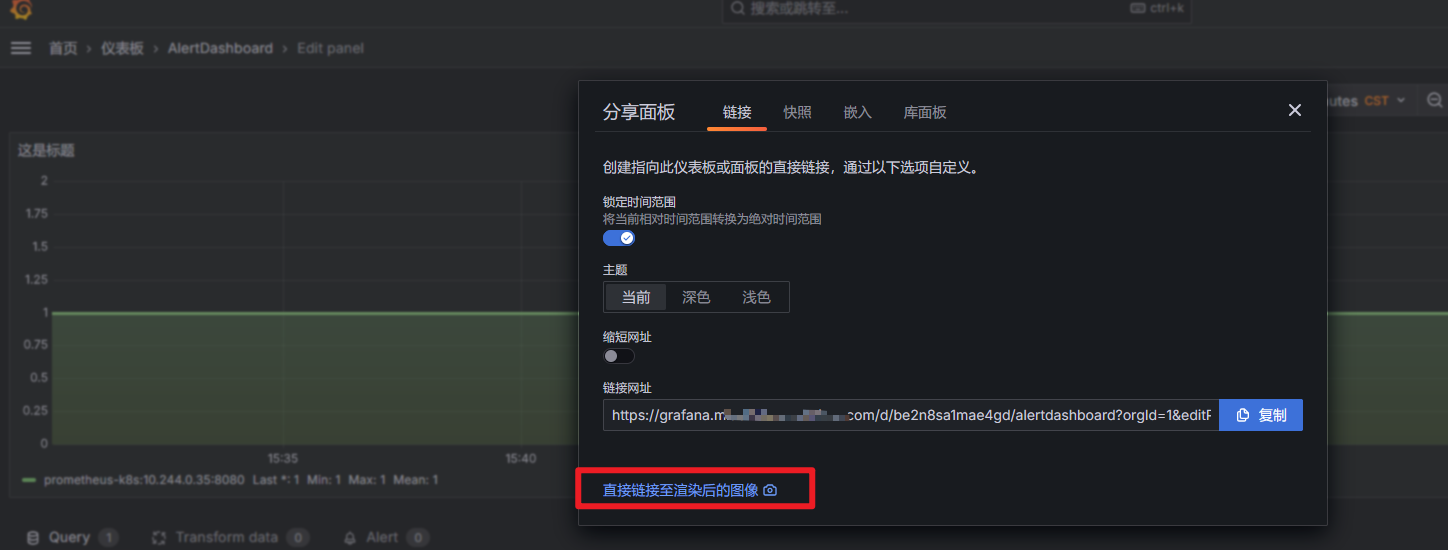 搜索或跳转至...
ctrl+k
首页 › 仪表板 › AlertDashboard › Edit panel
utes CST
分享面板 链接 快照 嵌入 库面板
创建指向此仪表板或面板的直接链接，通过以下选项自定义。
锁定时间范围
将当前相对时间范围转换为绝对时间范围
主题
当前 深色 浅色
缩短网址
链接网址
https://grafana.m .com/d/be2n8sa1mae4gd/alertdashboard?orgId=1&editP
复制
直接链接至渲染后的图像
这是标题
2
1.75
1.5
1.25
1
0.75
0.5
0.25
0
15:35 15:40
prometheus-k8s:10.244.0.35:8080 Last *: 1 Min: 1 Max: 1 Mean: 1
Query 1 Transform data 0 Alert 0